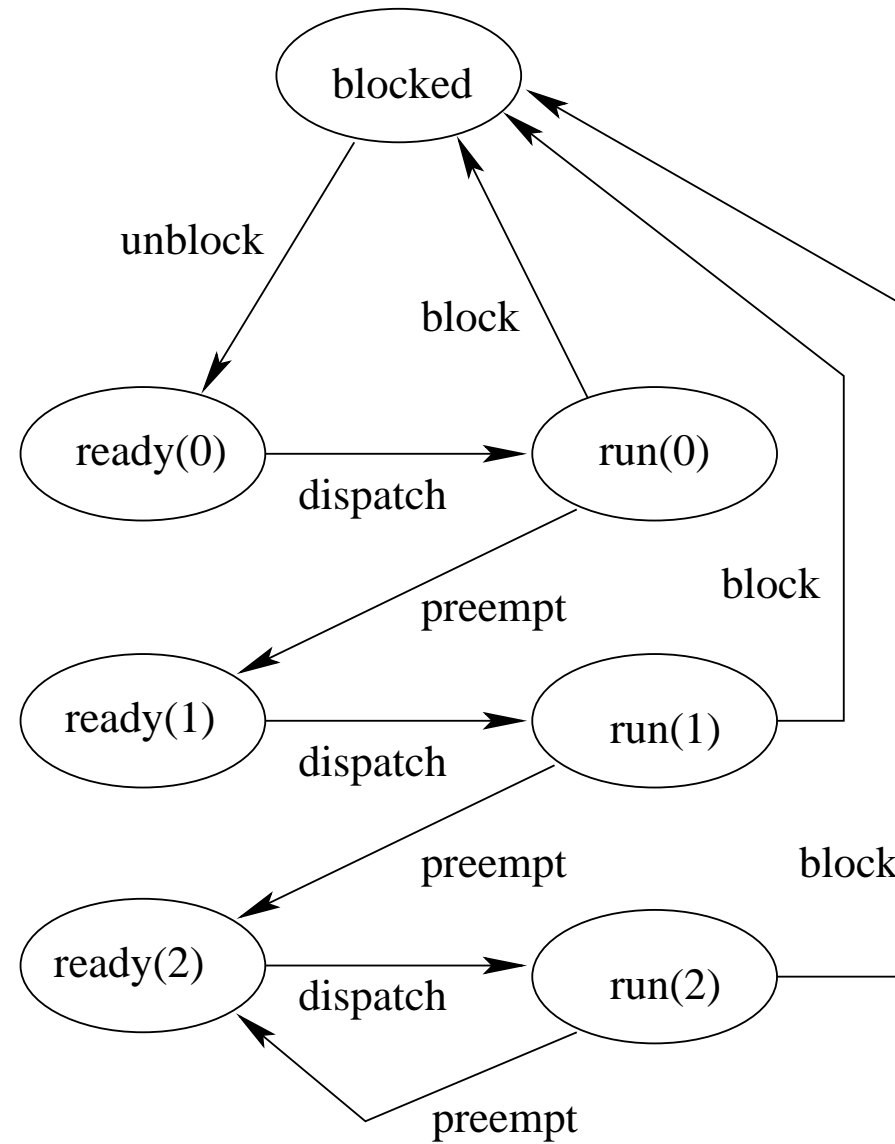 blocked
unblock
block
ready(0)
run(0)
dispatch
block
preempt
ready(1)
run(1)
dispatch
preempt
block
ready(2)
run(2)
dispatch
preempt